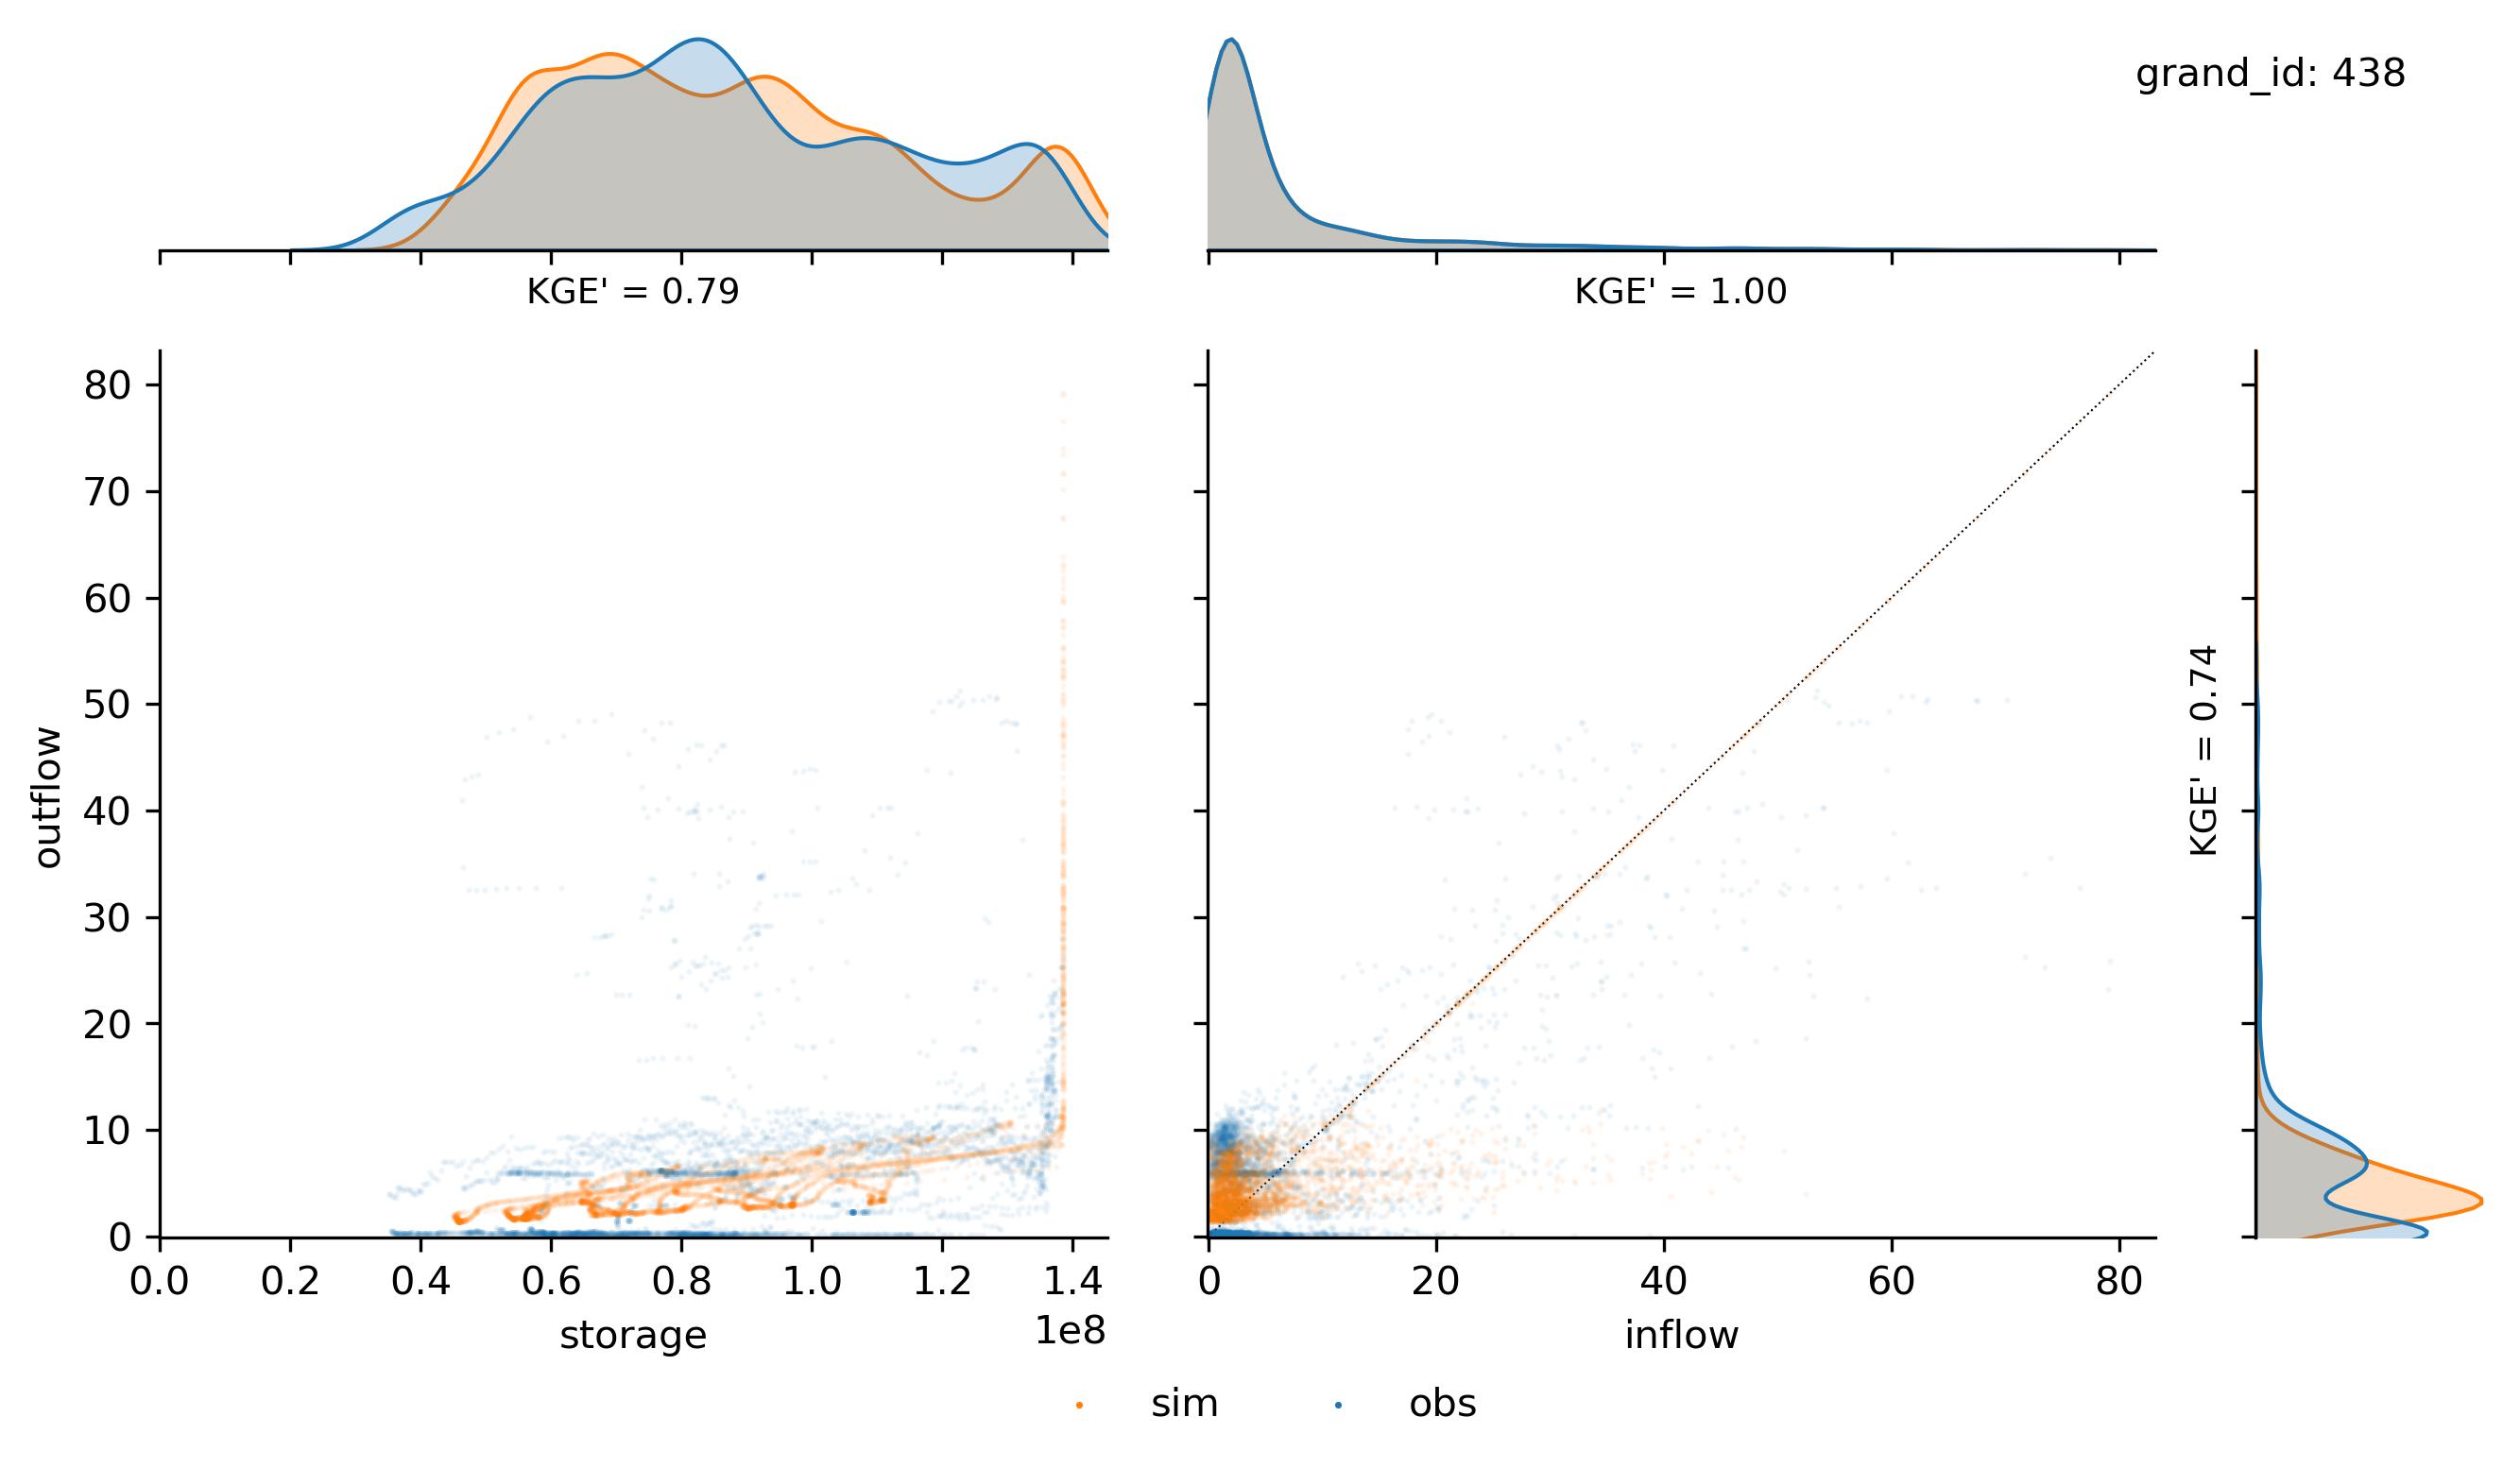 grand_id: 438
KGE' = 0.79
KGE' = 1.00
80
70
60
50
40
30
20
10
0
outflow
KGE' = 0.74
0.0 0.2 0.4 0.6 0.8 1.0 1.2 1.4
1e8
storage
0 20 40 60 80
inflow
sim obs